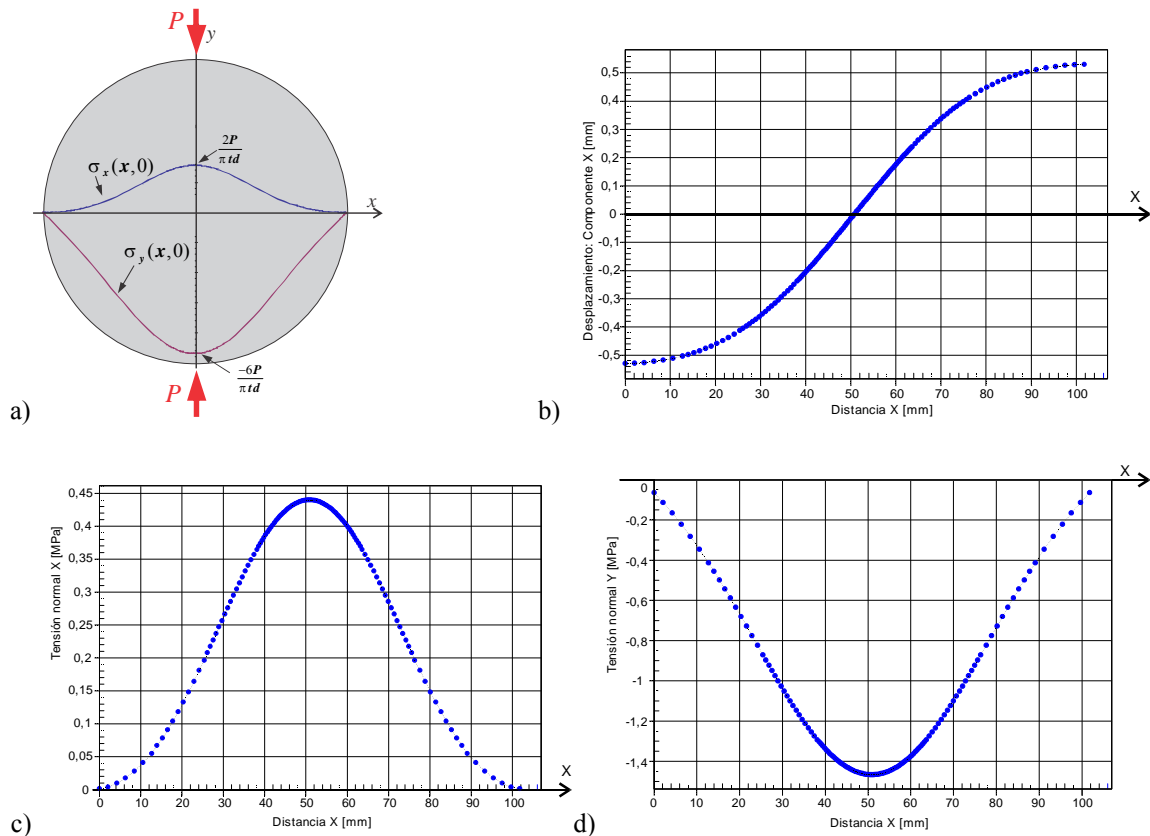 P
y
2P
π td
σx(x,0)
x
σy(x,0)
-6P
π td
P
a)
Desplazamiento: Componente X [mm]
0,5
0,4
0,3
0,2
0,1
0
-0,1
-0,2
-0,3
-0,4
-0,5
X
0 10 20 30 40 50 60 70 80 90 100
Distancia X [mm]
b)
Tensión normal X [MPa]
0,45
0,4
0,35
0,3
0,25
0,2
0,15
0,1
0,05
0
X
0 10 20 30 40 50 60 70 80 90 100
Distancia X [mm]
c)
X
Tensión normal Y [MPa]
0
-0,2
-0,4
-0,6
-0,8
-1
-1,2
-1,4
0 10 20 30 40 50 60 70 80 90 100
Distancia X [mm]
d)